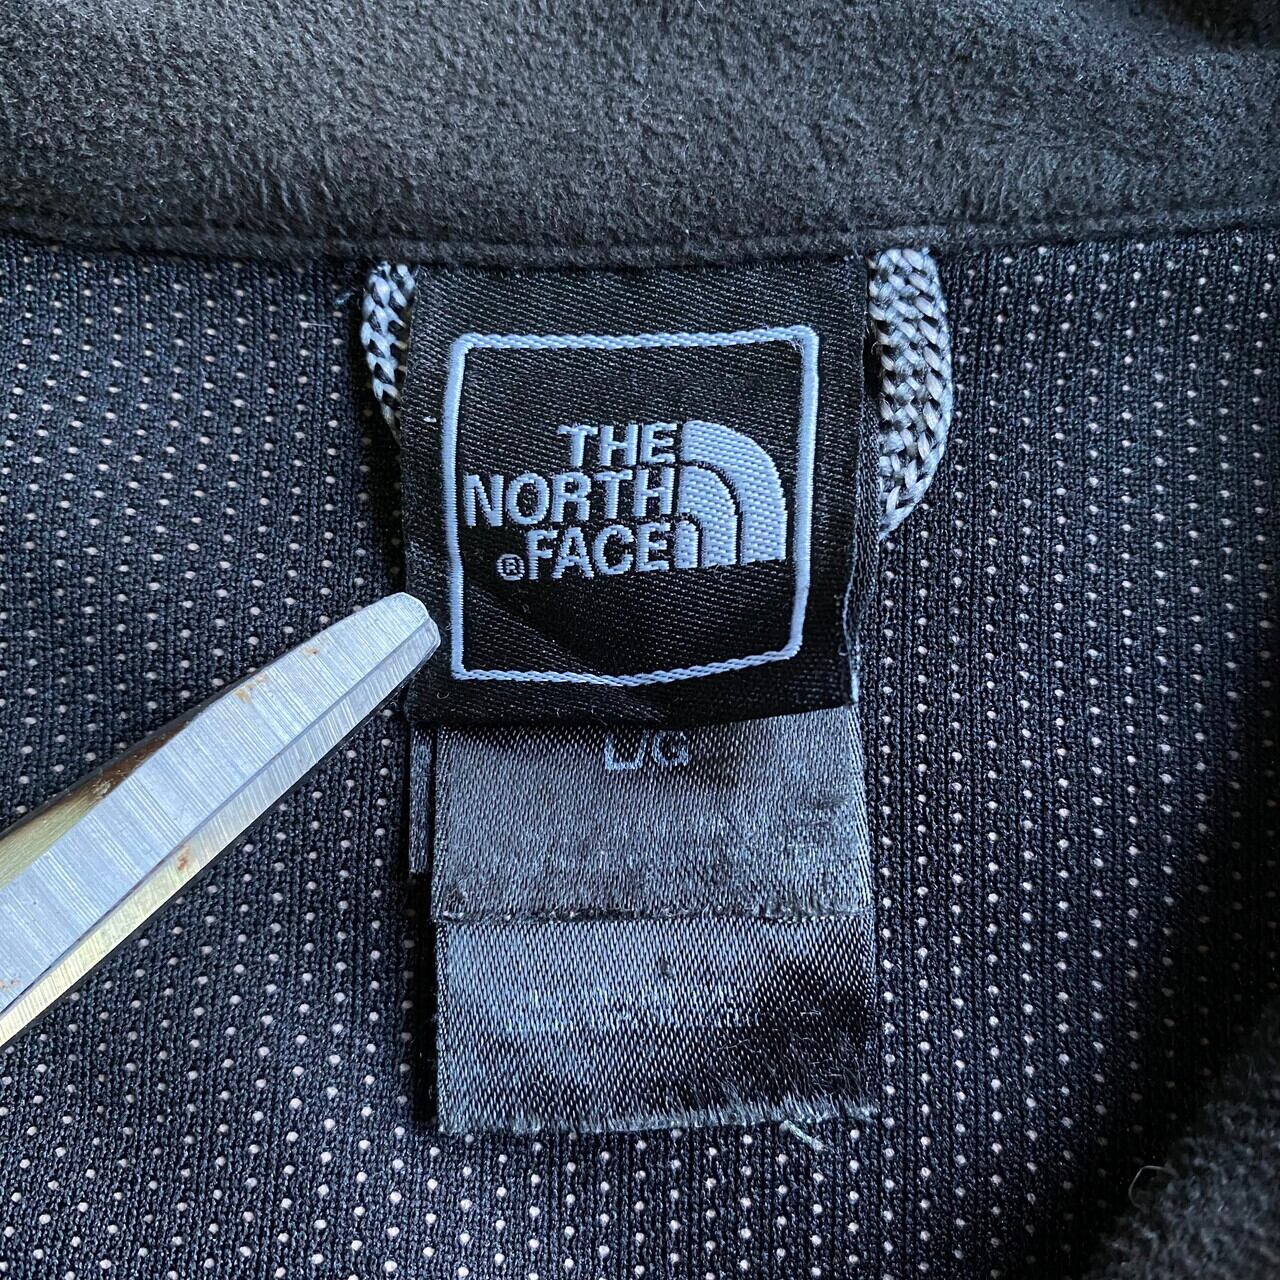 THE
NORTH
® FACE
L/G